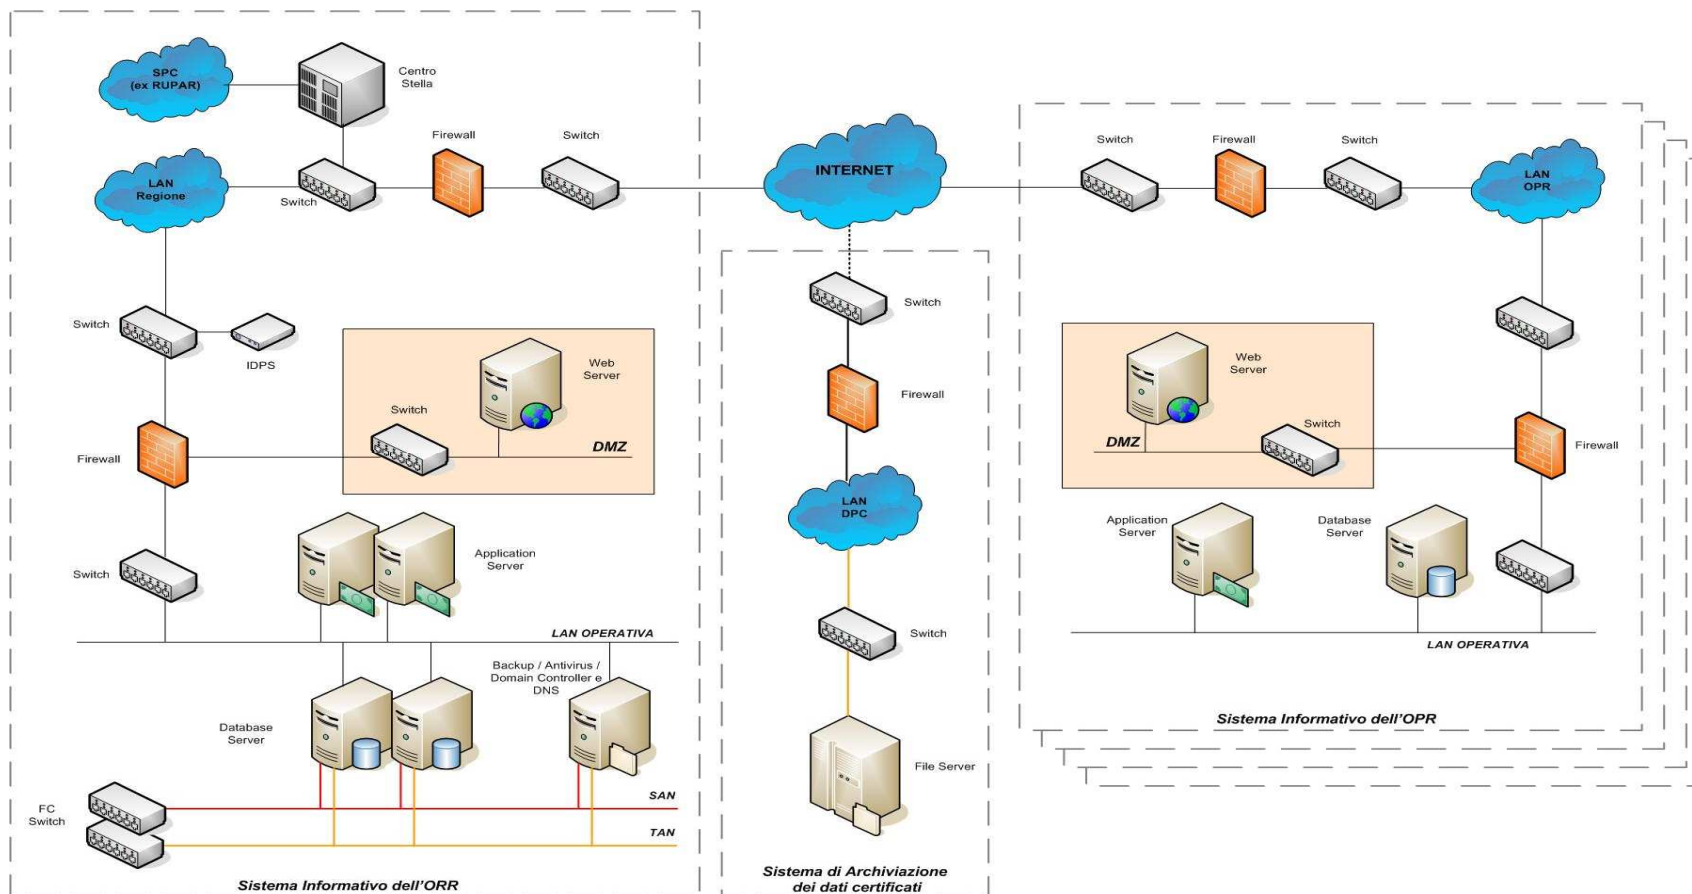 SPC
(ex RUPAR)
Centro
Stella
Firewall
Switch
LAN
Regione
Switch
Switch
IDPS
Firewall
Switch
Web
Server
DMZ
Switch
Application
Server
LAN OPERATIVA
Backup / Antivirus /
Domain Controller e
DNS
Database
Server
FC
Switch
SAN
TAN
Sistema Informativo dell'ORR
INTERNET
Switch
Firewall
LAN
DPC
Switch
File Server
Sistema di Archiviazione
dei dati certificati
Switch
Firewall
Switch
LAN
OPR
Web
Server
Switch
DMZ
Firewall
Application
Server
Database
Server
LAN OPERATIVA
Sistema Informativo dell'OPR